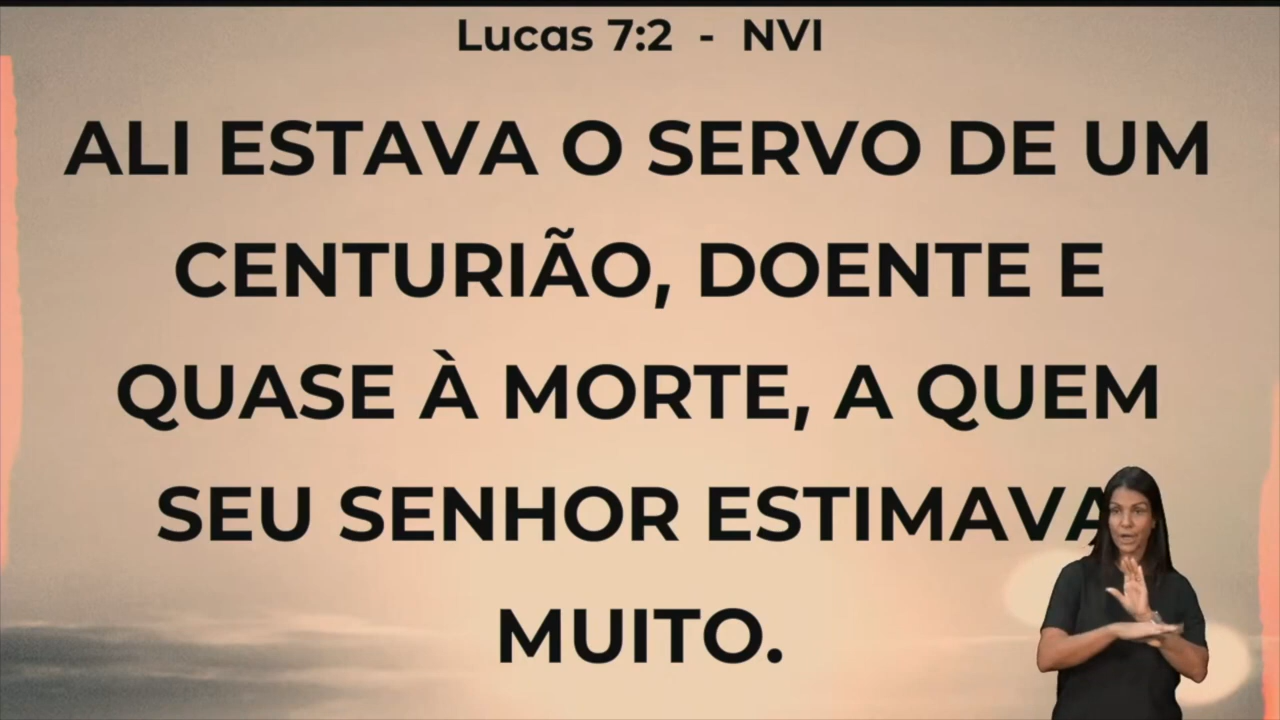 Lucas 7:2 - NVI
ALI ESTAVA O SERVO DE UM
CENTURIÃO, DOENTE E
QUASE À MORTE, A QUEM
SEU SENHOR ESTIMAVA
MUITO.